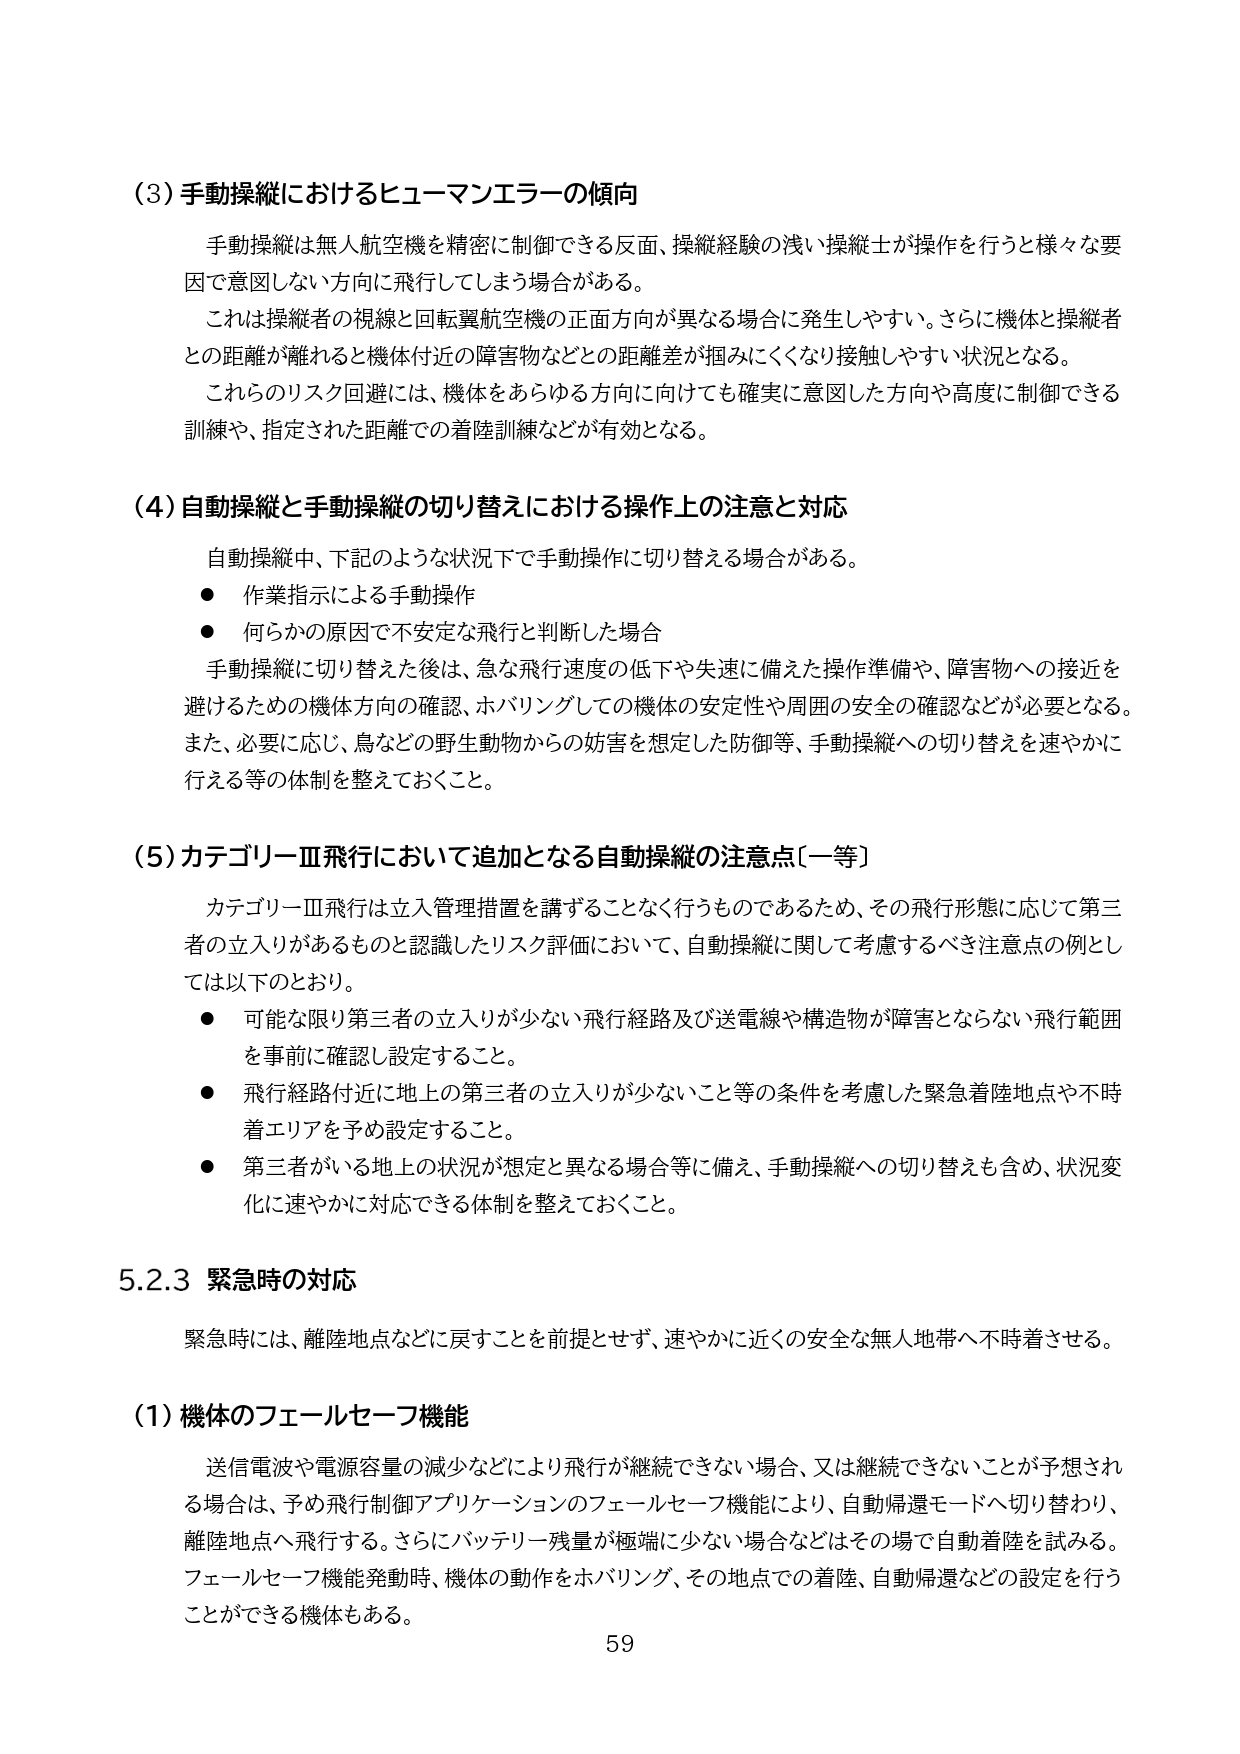 (3) 手動操縦におけるヒューマンエラーの傾向
手動操縦は無人航空機を精密に制御できる反面、操縦経験の浅い操縦士が操作を行うと様々な要
因で意図しない方向に飛行してしまう場合がある。
これは操縦者の視線と回転翼航空機の正面方向が異なる場合に発生しやすい。さらに機体と操縦者
との距離が離れると機体付近の障害物などとの距離差が掴みにくくなり接触しやすい状況となる。
これらのリスク回避には、機体をあらゆる方向に向けても確実に意図した方向や高度に制御できる
訓練や、指定された距離での着陸訓練などが有効となる。
(4) 自動操縦と手動操縦の切り替えにおける操作上の注意と対応
自動操縦中、下記のような状況下で手動操作に切り替える場合がある。
● 作業指示による手動操作
● 何らかの原因で不安定な飛行と判断した場合
手動操縦に切り替えた後は、急な飛行速度の低下や失速に備えた操作準備や、障害物への接近を
避けるための機体方向の確認、ホバリングしての機体の安定性や周囲の安全の確認などが必要となる。
また、必要に応じ、鳥などの野生動物からの妨害を想定した防御等、手動操縦への切り替えを速やかに
行える等の体制を整えておくこと。
(5) カテゴリーⅢ飛行において追加となる自動操縦の注意点〔一等〕
カテゴリーⅢ飛行は立入管理措置を講ずることなく行うものであるため、その飛行形態に応じて第三
者の立入りがあるものと認識したリスク評価において、自動操縦に関して考慮するべき注意点の例とし
ては以下のとおり。
● 可能な限り第三者の立入りが少ない飛行経路及び送電線や構造物が障害とならない飛行範囲
を事前に確認し設定すること。
● 飛行経路付近に地上の第三者の立入りが少ないこと等の条件を考慮した緊急着陸地点や不時
着エリアを予め設定すること。
● 第三者がいる地上の状況が想定と異なる場合等に備え、手動操縦への切り替えも含め、状況変
化に速やかに対応できる体制を整えておくこと。
5.2.3 緊急時の対応
緊急時には、離陸地点などに戻すことを前提とせず、速やかに近くの安全な無人地帯へ不時着させる。
(1) 機体のフェールセーフ機能
送信電波や電源容量の減少などにより飛行が継続できない場合、又は継続できないことが予想され
る場合は、予め飛行制御アプリケーションのフェールセーフ機能により、自動帰還モードへ切り替わり、
離陸地点へ飛行する。さらにバッテリー残量が極端に少ない場合などはその場で自動着陸を試みる。
フェールセーフ機能発動時、機体の動作をホバリング、その地点での着陸、自動帰還などの設定を行う
ことができる機体もある。
59